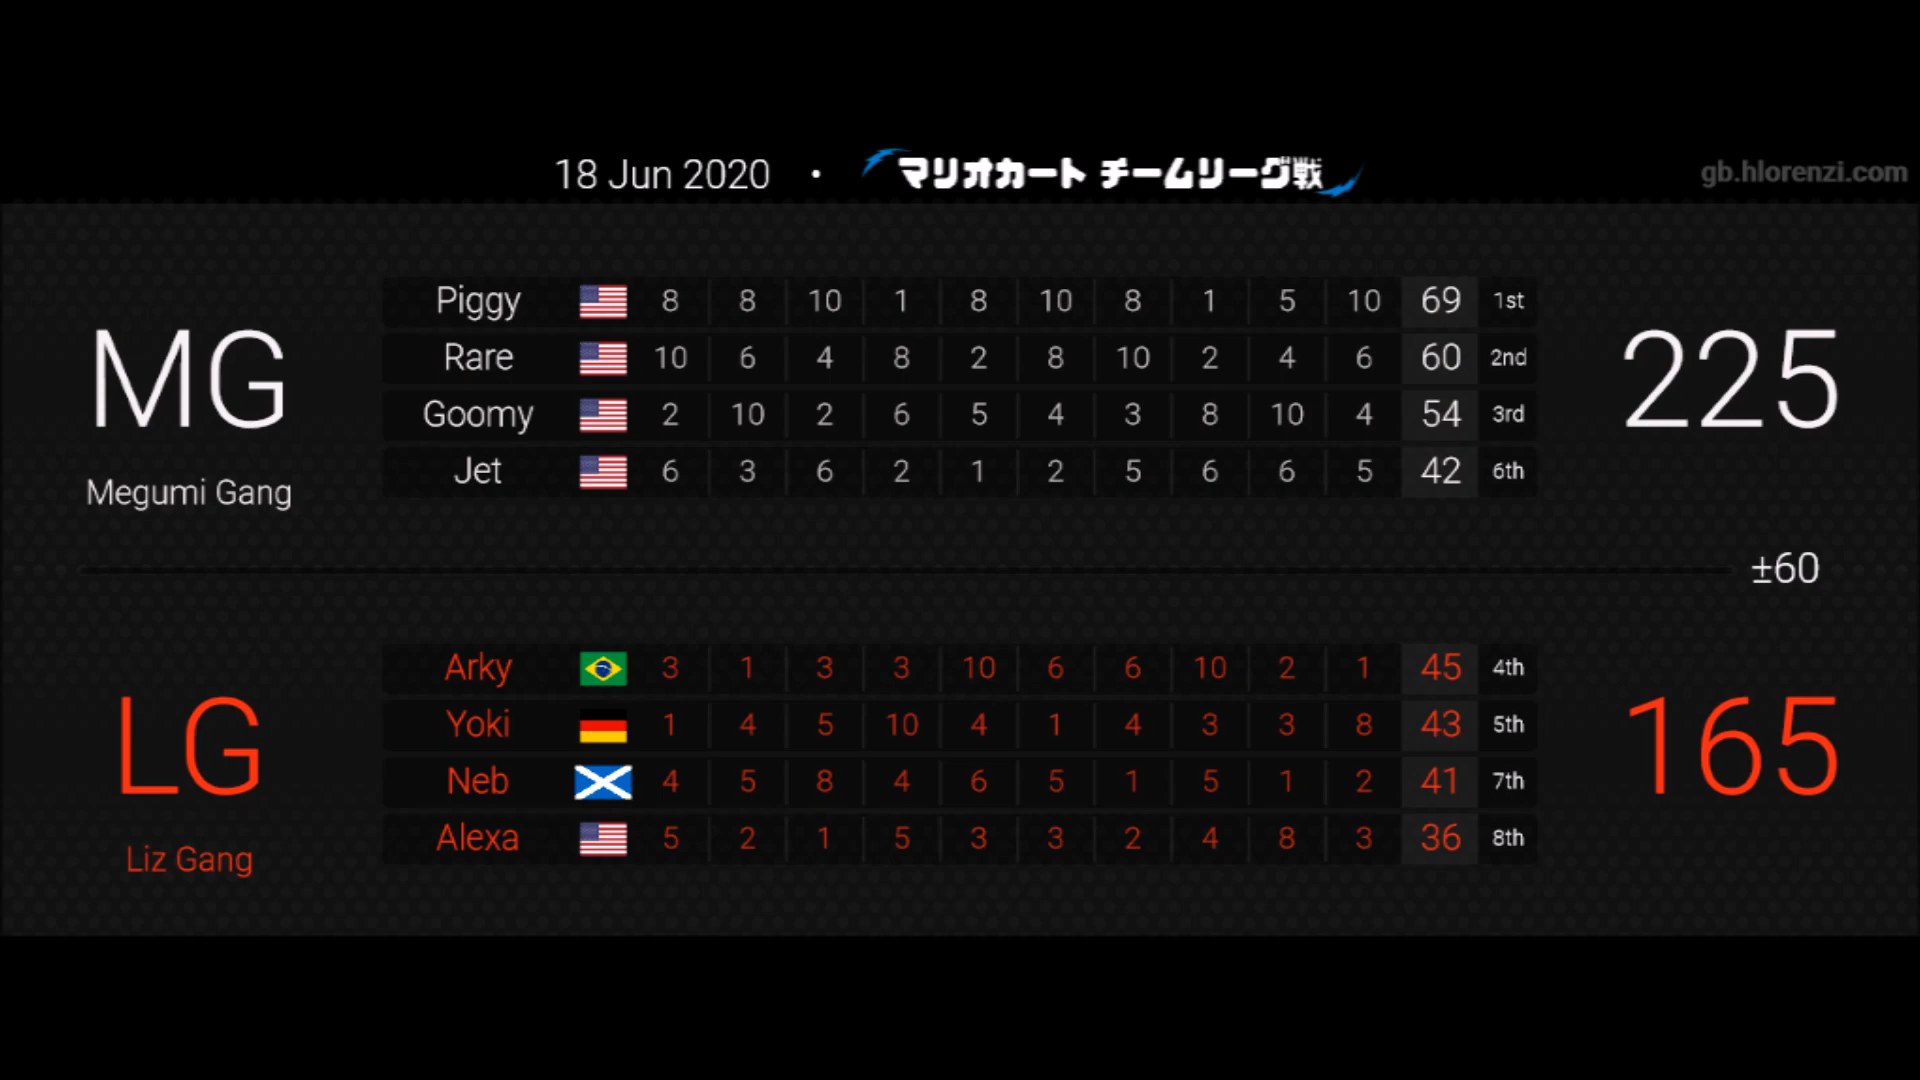 18 Jun 2020 · マリオカート チームリーグ戦
gb.hlorenzi.com
MG
Megumi Gang
Piggy 8 8 10 1 8 10 8 1 5 10 69 1st
Rare 10 6 4 8 2 8 10 2 4 6 60 2nd
Goomy 2 10 2 6 5 4 3 8 10 4 54 3rd
Jet 6 3 6 2 1 2 5 6 6 5 42 6th
225
±60
LG
Liz Gang
Arky 3 1 3 3 10 6 6 10 2 1 45 4th
Yoki 1 4 5 10 4 1 4 3 3 8 43 5th
Neb 4 5 8 4 6 5 1 5 1 2 41 7th
Alexa 5 2 1 5 3 3 2 4 8 3 36 8th
165